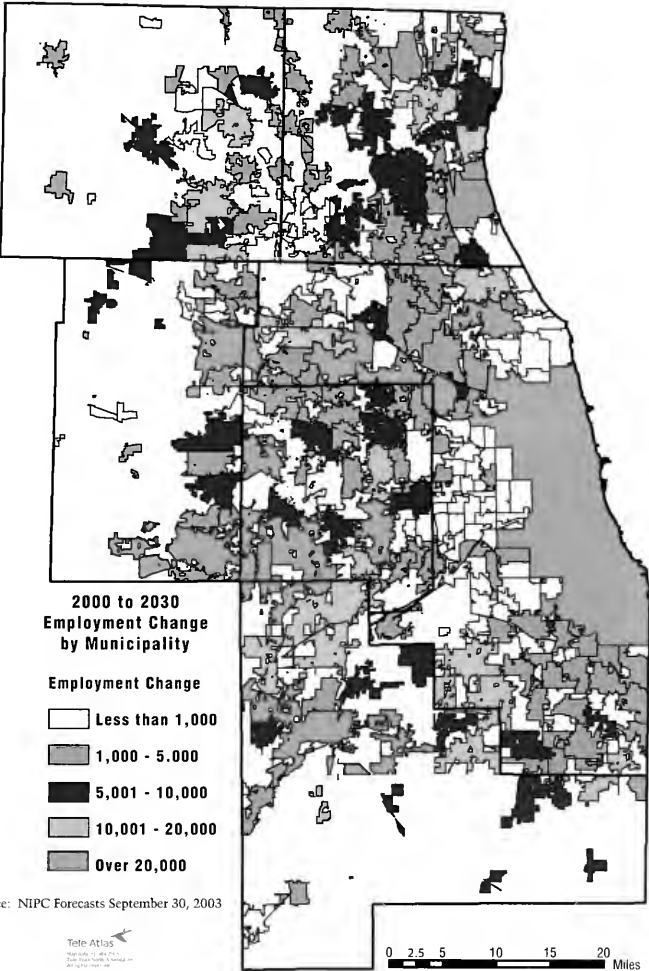 2000 to 2030
Employment Change
by Municipality
Employment Change
Less than 1,000
1,000 - 5.000
5,001 - 10,000
10,001 - 20,000
Over 20,000
e: NIPC Forecasts September 30, 2003
Tele Atlas
0 2.5 5 10 15 20
Miles